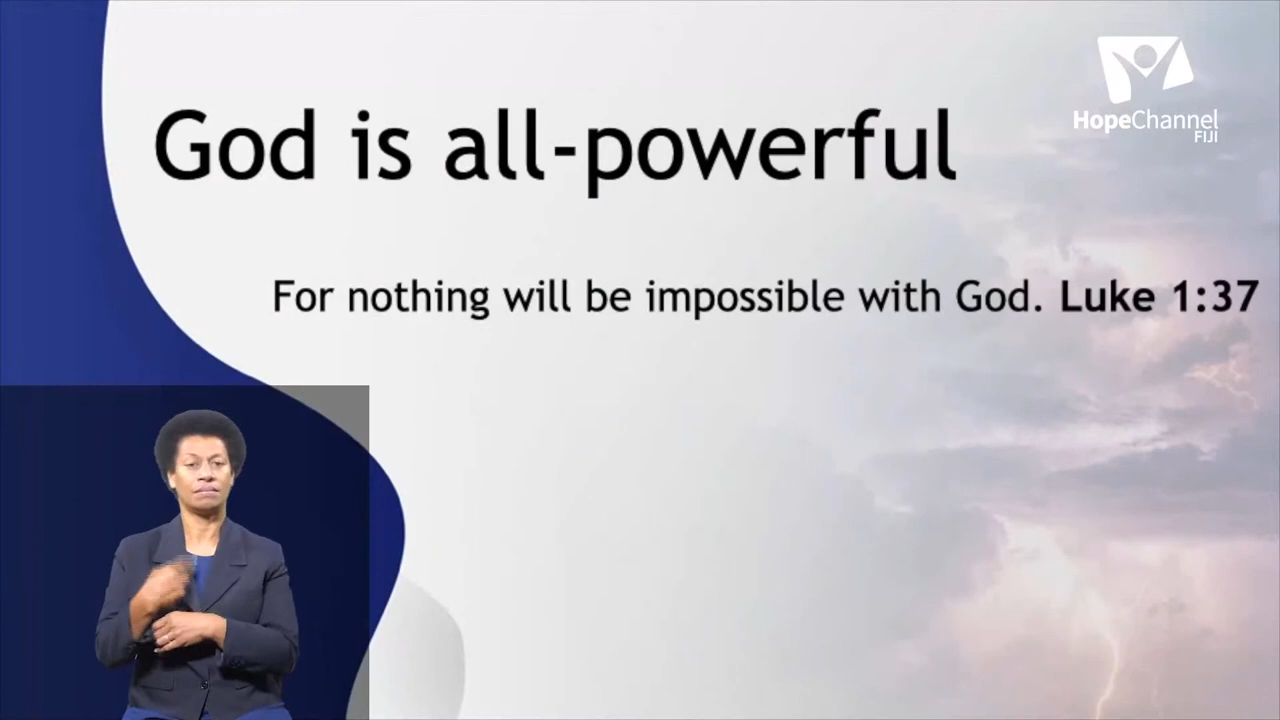 HopeChannel
FIJI
God is all-powerful
For nothing will be impossible with God. Luke 1:37